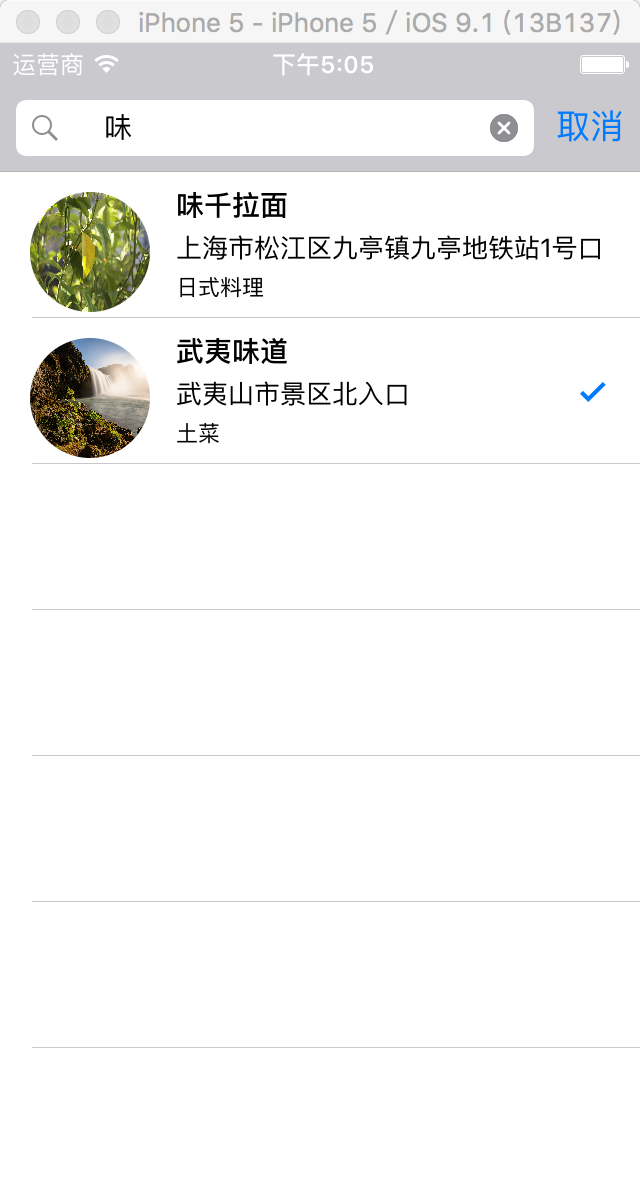 iPhone 5 - iPhone 5 / iOS 9.1 (13B137)
运营商 下午5:05
味 取消
味千拉面
上海市松江区九亭镇九亭地铁站1号口
日式料理
武夷味道
武夷山市景区北入口
土菜